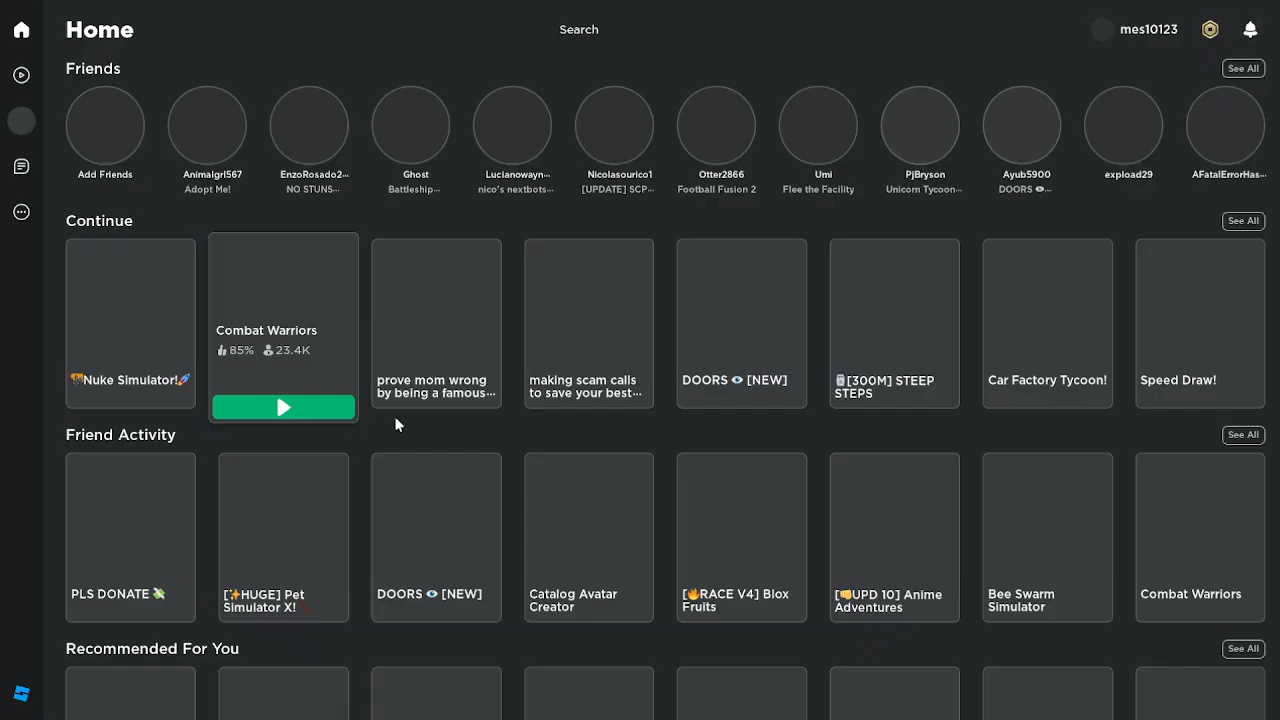 Home
Search
mes10123
Friends
See All
Add Friends
Animalgrl567
Adopt Me!
EnzoRosado2...
NO STUNS...
Ghost
Battleship...
Lucianowayn...
nico's nextbots...
Nicolasourico1
[UPDATE] SCP...
Otter2866
Football Fusion 2
Umi
Flee the Facility
PjBryson
Unicorn Tycoon...
Ayub5900
DOORS 👁️...
expload29
AFatalErrorHas...
Continue
See All
Nuke Simulator!🚀
Combat Warriors
85% 23.4K
prove mom wrong
by being a famous...
making scam calls
to save your best...
DOORS 👁️ [NEW]
[300M] STEEP
STEPS
Car Factory Tycoon!
Speed Draw!
Friend Activity
See All
PLS DONATE 💸
[✨HUGE] Pet
Simulator X!
DOORS 👁️ [NEW]
Catalog Avatar
Creator
[🔥RACE V4] Blox
Fruits
[👊UPD 10] Anime
Adventures
Bee Swarm
Simulator
Combat Warriors
Recommended For You
See All